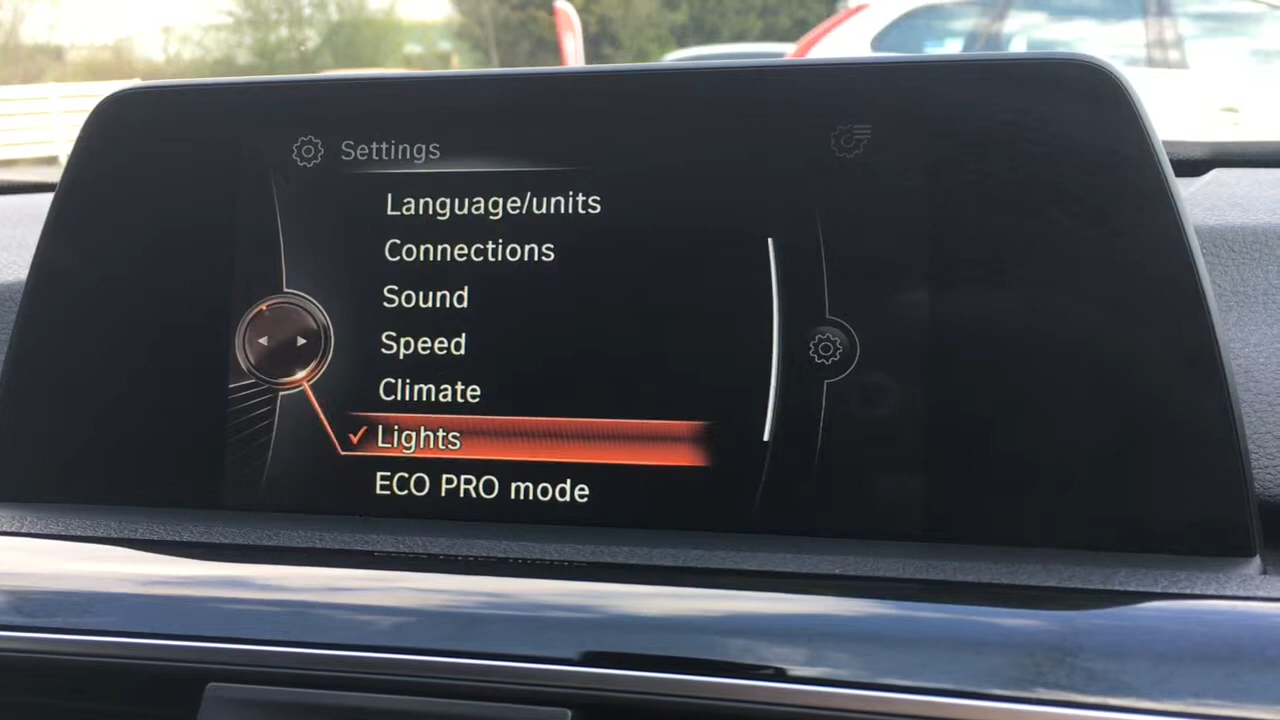 Settings
Language/units
Connections
Sound
Speed
Climate
Lights
ECO PRO mode